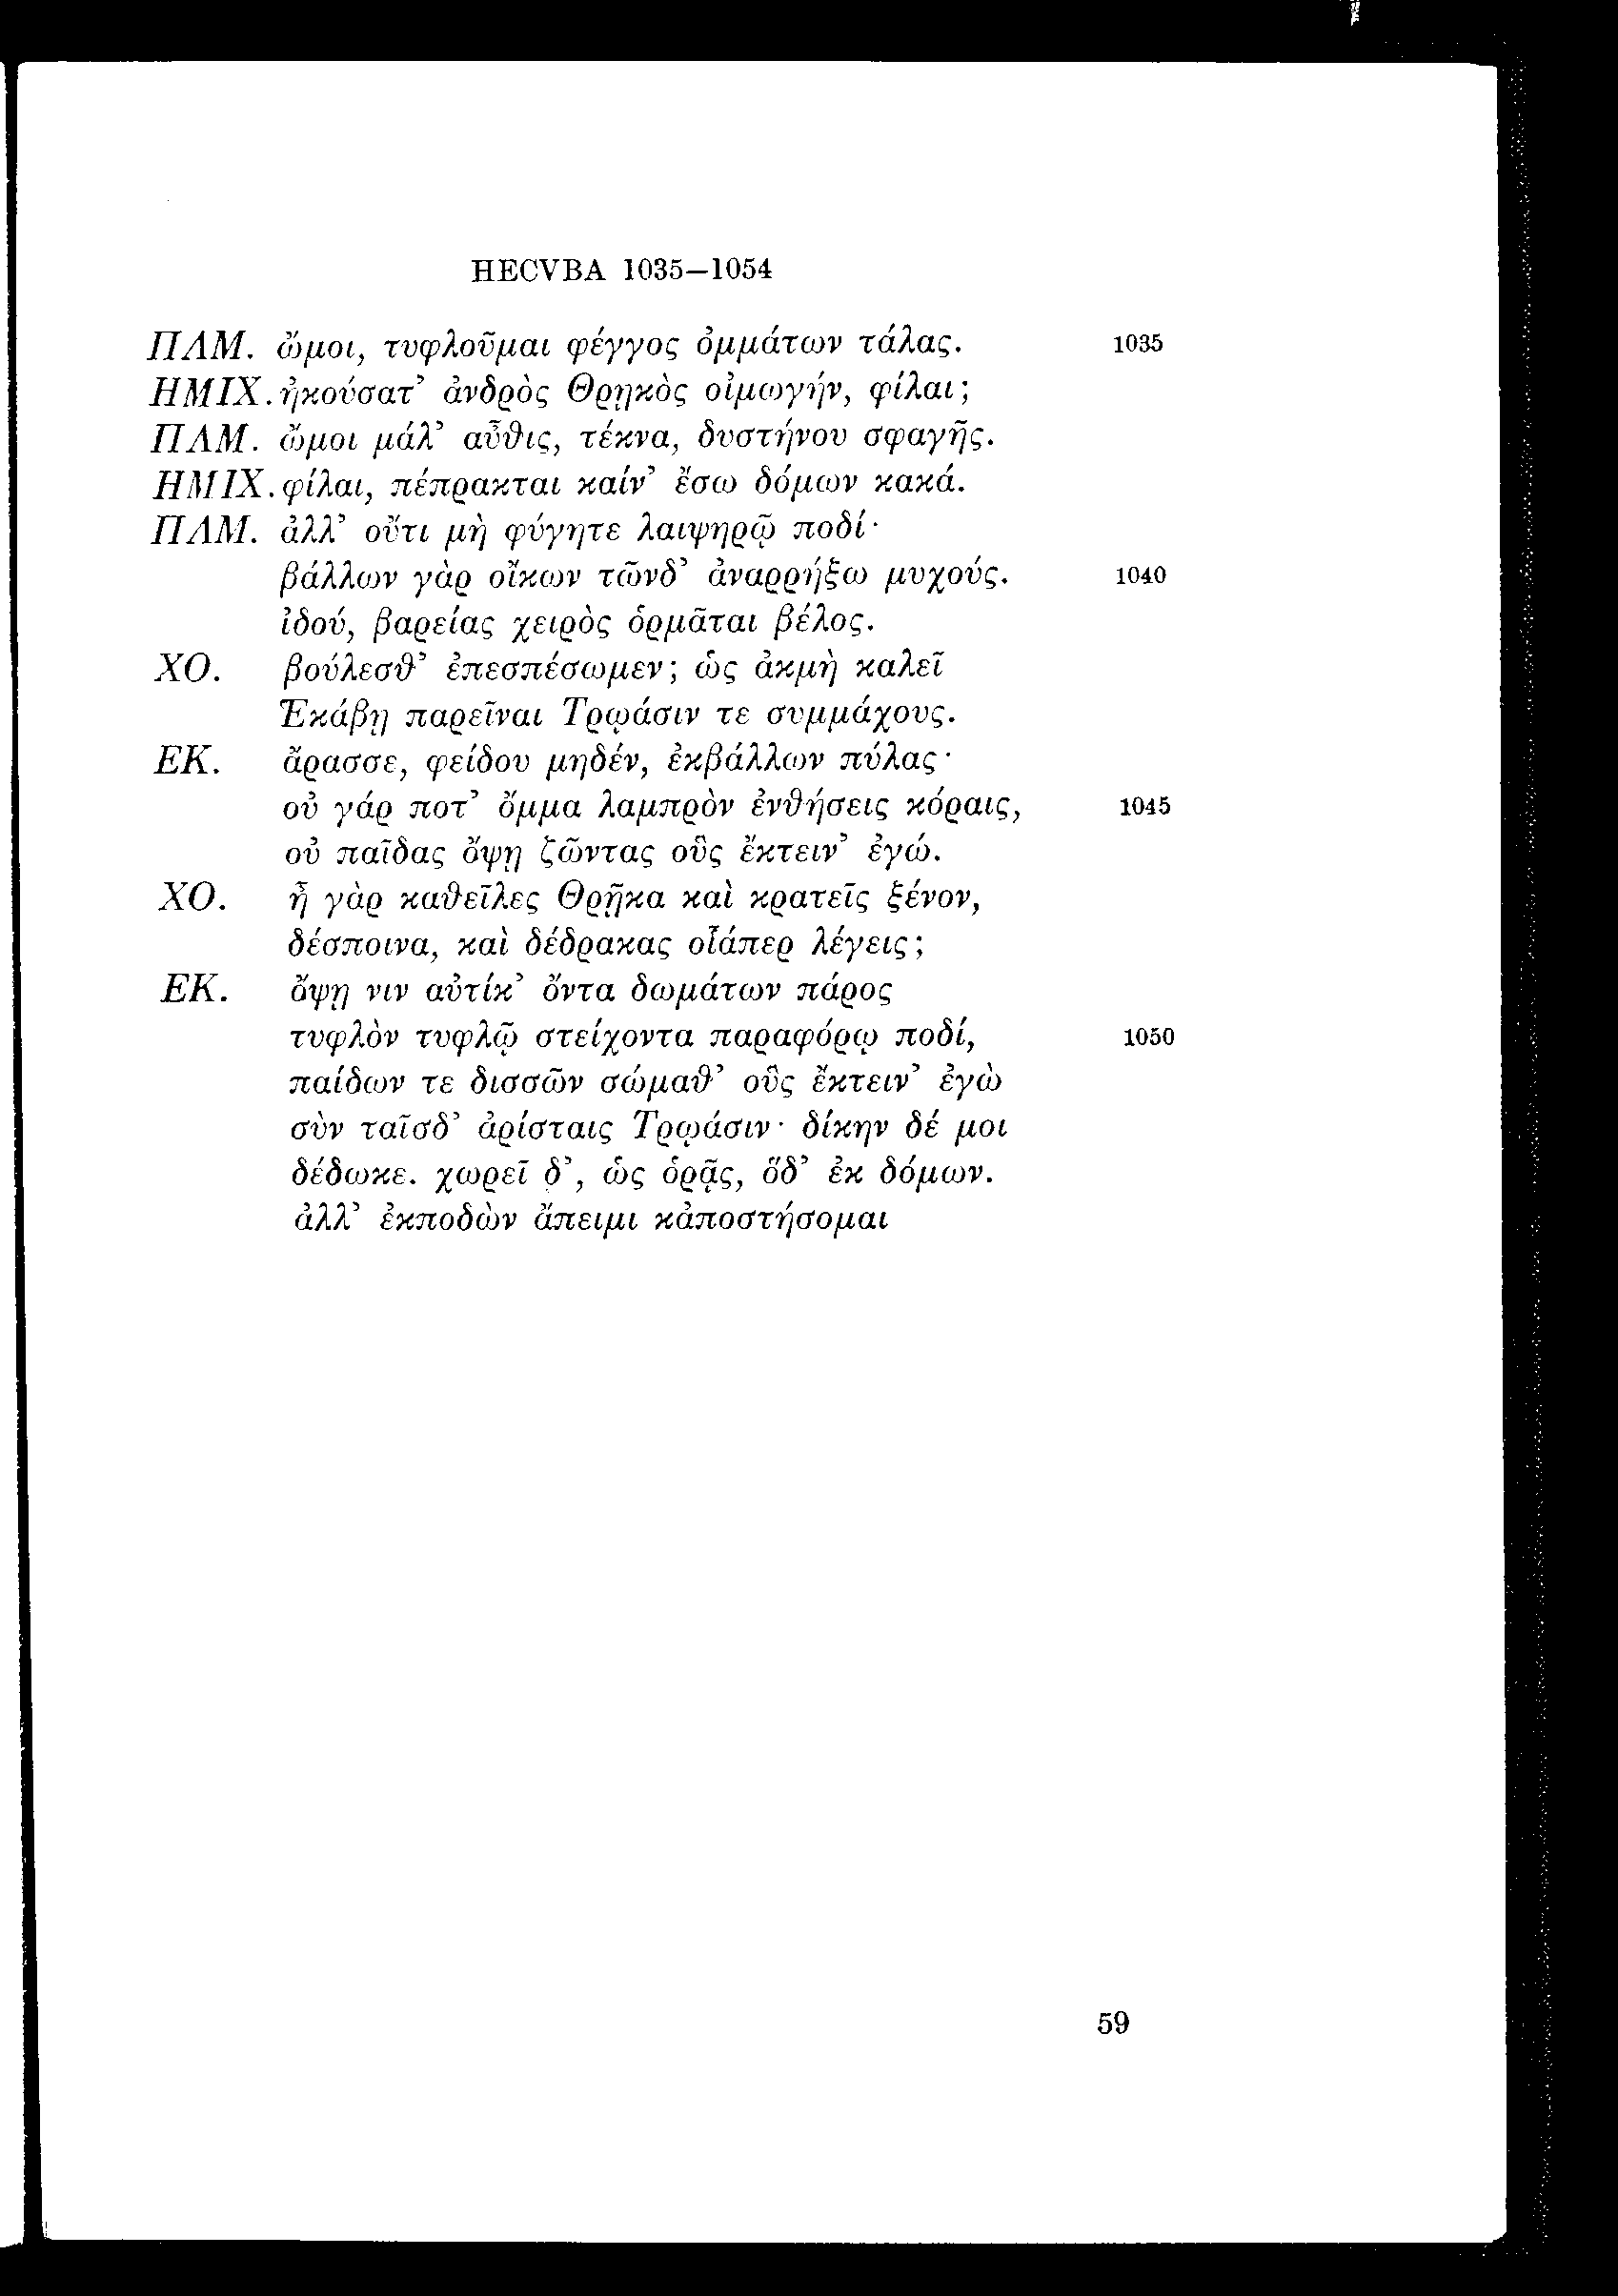 HECVBA 1035–1054
ΠΛΜ. ὤμοι, τυφλοῦμαι φέγγος ὀμμάτων τάλας. 1035
ΗΜΙΧ. ἠκούσατ’ ἀνδρὸς Θρῃκὸς οἰμωγήν, φίλαι;
ΠΛΜ. ὤμοι μάλ’ αὖθις, τέκνα, δυστήνου σφαγῆς.
ΗΜΙΧ. φίλαι, πέπρακται καίν’ ἔσω δόμων κακά.
ΠΛΜ. ἀλλ’ οὔτι μὴ φύγητε λαιψηρῷ ποδί·
βάλλων γὰρ οἴκων τῶνδ’ ἀναρρήξω μυχούς. 1040
ἰδού, βαρείας χειρὸς ὁρμᾶται βέλος.
ΧΟ. βούλεσθ’ ἐπεσπέσωμεν; ὡς ἀκμὴ καλεῖ
Ἑκάβῃ παρεῖναι Τρῳάσιν τε συμμάχους.
ΕΚ. ἄρασσε, φείδου μηδέν, ἐκβάλλων πύλας·
οὐ γάρ ποτ’ ὄμμα λαμπρὸν ἐνθήσεις κόραις, 1045
οὐ παῖδας ὄψῃ ζῶντας οὓς ἔκτειν’ ἐγώ.
ΧΟ. ἦ γὰρ καθεῖλες Θρῇκα καὶ κρατεῖς ξένον,
δέσποινα, καὶ δέδρακας οἷάπερ λέγεις;
ΕΚ. ὄψῃ νιν αὐτίκ’ ὄντα δωμάτων πάρος
τυφλὸν τυφλῷ στείχοντα παραφόρῳ ποδί, 1050
παίδων τε δισσῶν σώμαθ’ οὓς ἔκτειν’ ἐγὼ
σὺν ταῖσδ’ ἀρίσταις Τρῳάσιν· δίκην δέ μοι
δέδωκε. χωρεῖ δ’, ὡς ὁρᾷς, ὅδ’ ἐκ δόμων.
ἀλλ’ ἐκποδὼν ἄπειμι κἀποστήσομαι
59